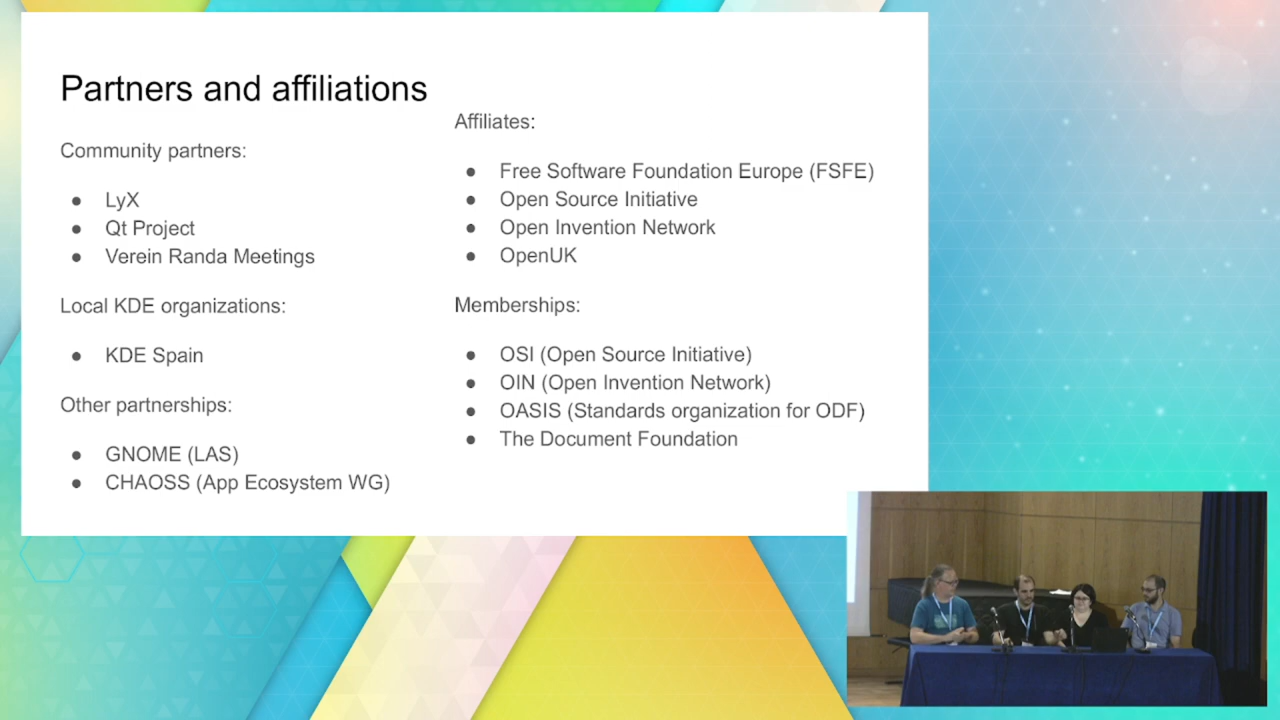 Partners and affiliations
Community partners:
● LyX
● Qt Project
● Verein Randa Meetings
Local KDE organizations:
● KDE Spain
Other partnerships:
● GNOME (LAS)
● CHAOSS (App Ecosystem WG)
Affiliates:
● Free Software Foundation Europe (FSFE)
● Open Source Initiative
● Open Invention Network
● OpenUK
Memberships:
● OSI (Open Source Initiative)
● OIN (Open Invention Network)
● OASIS (Standards organization for ODF)
● The Document Foundation